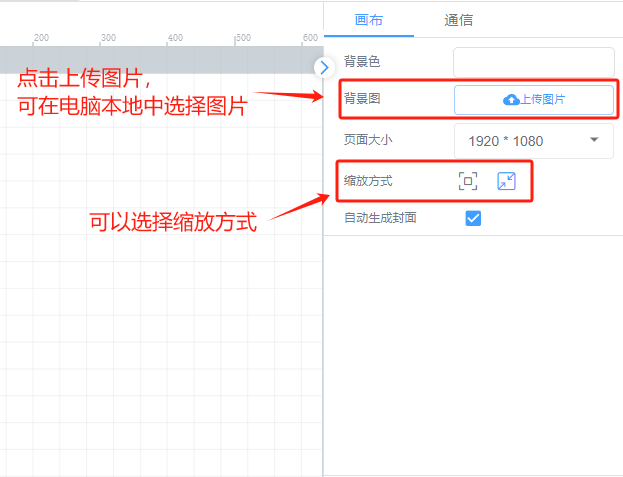 画布 通信
200 300 400 500 600
背景色
点击上传图片，
可在电脑本地中选择图片
背景图 上传图片
页面大小 1920 * 1080
缩放方式
可以选择缩放方式
自动生成封面